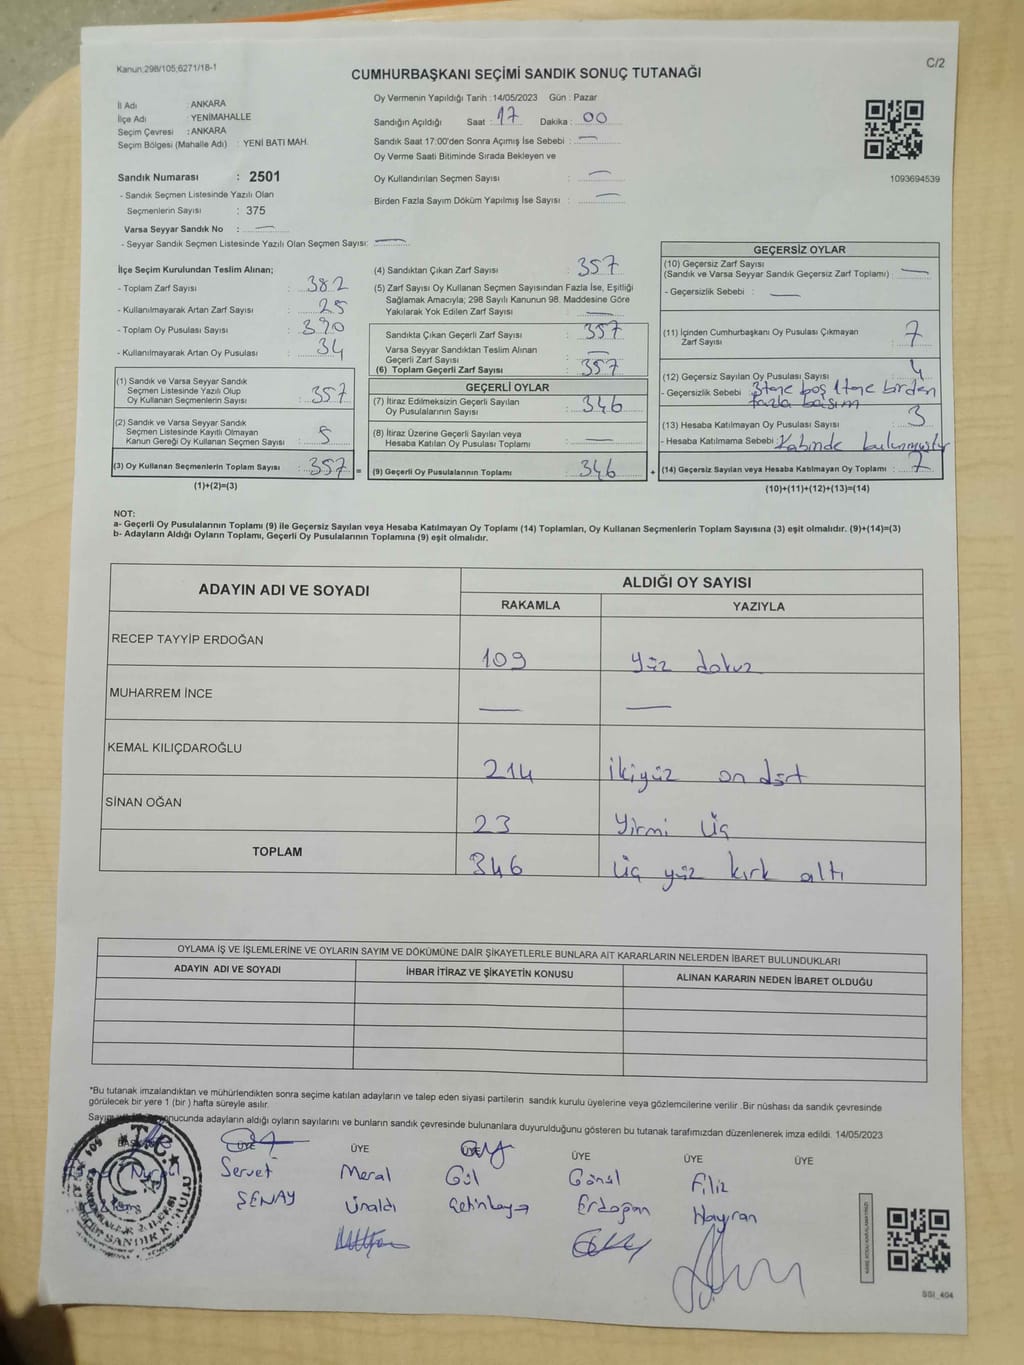 Kanun:298/105,6271/18-1
C/2
CUMHURBAŞKANI SEÇİMİ SANDIK SONUÇ TUTANAĞI
İl Adı : ANKARA
İlçe Adı : YENİMAHALLE
Seçim Çevresi : ANKARA
Seçim Bölgesi (Mahalle Adı) : YENİ BATI MAH.
Sandık Numarası : 2501
- Sandık Seçmen Listesinde Yazılı Olan
Seçmenlerin Sayısı : 375
Varsa Seyyar Sandık No : —
- Seyyar Sandık Seçmen Listesinde Yazılı Olan Seçmen Sayısı: —
Oy Vermenin Yapıldığı Tarih : 14/05/2023 Gün : Pazar
Sandığın Açıldığı Saat : 17 Dakika : 00
Sandık Saat 17:00'den Sonra Açımış İse Sebebi : —
Oy Verme Saati Bitiminde Sırada Bekleyen ve
Oy Kullandırılan Seçmen Sayısı : —
Birden Fazla Sayım Döküm Yapılmış İse Sayısı : —
1093694539
İlçe Seçim Kurulundan Teslim Alınan;
- Toplam Zarf Sayısı : 382
- Kullanılmayarak Artan Zarf Sayısı : 25
- Toplam Oy Pusulası Sayısı : 390
- Kullanılmayarak Artan Oy Pusulası : 34
(1) Sandık ve Varsa Seyyar Sandık
Seçmen Listesinde Yazılı Olup
Oy Kullanan Seçmenlerin Sayısı : 357
(2) Sandık ve Varsa Seyyar Sandık
Seçmen Listesinde Kayıtlı Olmayan
Kanun Gereği Oy Kullanan Seçmen Sayısı :
(3) Oy Kullanan Seçmenlerin Toplam Sayısı : 357 =
(1)+(2)=(3)
(4) Sandıktan Çıkan Zarf Sayısı : 357
(5) Zarf Sayısı Oy Kullanan Seçmen Sayısından Fazla İse, Eşitliği
Sağlamak Amacıyla; 298 Sayılı Kanunun 98. Maddesine Göre
Yakılarak Yok Edilen Zarf Sayısı : —
Sandıkta Çıkan Geçerli Zarf Sayısı : 357
Varsa Seyyar Sandıktan Teslim Alınan
Geçerli Zarf Sayısı : —
(6) Toplam Geçerli Zarf Sayısı : 357
GEÇERLİ OYLAR
(7) İtiraz Edilmeksizin Geçerli Sayılan
Oy Pusulalarının Sayısı : 346
(8) İtiraz Üzerine Geçerli Sayılan veya
Hesaba Katılan Oy Pusulaları Toplamı : —
(9) Geçerli Oy Pusulalarının Toplamı : 346 +
GEÇERSİZ OYLAR
(10) Geçersiz Zarf Sayısı
(Sandık ve Varsa Seyyar Sandık Geçersiz Zarf Toplamı) : —
- Geçersizlik Sebebi : —
(11) İçinden Cumhurbaşkanı Oy Pusulası Çıkmayan
Zarf Sayısı : 7
(12) Geçersiz Sayılan Oy Pusulası Sayısı : 4
- Geçersizlik Sebebi : 3tane boş 1tane birden
fazla basım
(13) Hesaba Katılmayan Oy Pusulası Sayısı : 3
- Hesaba Katılmama Sebebi : Kabinde bulunmuştur
(14) Geçersiz Sayılan veya Hesaba Katılmayan Oy Toplamı : 7
(10)+(11)+(12)+(13)=(14)
NOT:
a- Geçerli Oy Pusulalarının Toplamı (9) ile Geçersiz Sayılan veya Hesaba Katılmayan Oy Toplamı (14) Toplamları, Oy Kullanan Seçmenlerin Toplam Sayısına (3) eşit olmalıdır. (9)+(14)=(3)
b- Adayların Aldığı Oyların Toplamı, Geçerli Oy Pusulalarının Toplamına (9) eşit olmalıdır.
ADAYIN ADI VE SOYADI
ALDIĞI OY SAYISI
RAKAMLA YAZIYLA
RECEP TAYYİP ERDOĞAN 109 Yüz dokuz
MUHARREM İNCE — —
KEMAL KILIÇDAROĞLU 214 İkiyüz on dört
SİNAN OĞAN 23 Yirmi üç
TOPLAM 346 Üç yüz kırk altı
OYLAMA İŞ VE İŞLEMLERİNE VE OYLARIN SAYIM VE DÖKÜMÜNE DAİR ŞİKAYETLERLE BUNLARA AİT KARARLARIN NELERDEN İBARET BULUNDUKLARI
ADAYIN ADI VE SOYADI İHBAR İTİRAZ VE ŞİKAYETİN KONUSU ALINAN KARARIN NEDEN İBARET OLDUĞU
*Bu tutanak imzalandıktan ve mühürlendikten sonra seçime katılan adayların ve talep eden siyasi partilerin sandık kurulu üyelerine veya gözlemcilerine verilir .Bir nüshası da sandık çevresinde
görülecek bir yere 1 (bir ) hafta süreyle asılır.
Sayım sonucunda adayların aldığı oyların sayılarını ve bunların sandık çevresinde bulunanlara duyurulduğunu gösteren bu tutanak tarafımızdan düzenlenerek imza edildi. 14/05/2023
ÜYE ÜYE ÜYE ÜYE ÜYE ÜYE
Servet Meral Gül Gönül Filiz
ŞENAY Ünaldı Çetinkaya Erdoğan Hayran
T.C.
SANDIK KURULU
SSI_404